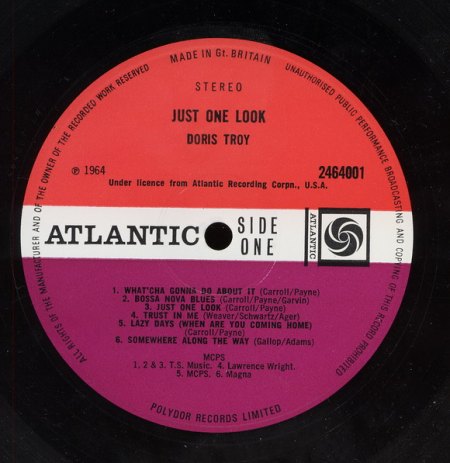 MADE IN Gt. BRITAIN
ALL RIGHTS OF THE MANUFACTURER AND OF THE OWNER OF THE RECORDED WORK RESERVED
UNAUTHORISED PUBLIC PERFORMANCE BROADCASTING AND COPYING OF THIS RECORD PROHIBITED
STEREO
JUST ONE LOOK
DORIS TROY
℗ 1964
2464001
Under licence from Atlantic Recording Corpn., U.S.A.
ATLANTIC
SIDE
ONE
ATLANTIC
1. WHAT'CHA GONNA DO ABOUT IT (Carroll/Payne)
2. BOSSA NOVA BLUES (Carroll/Payne/Garvin)
3. JUST ONE LOOK (Carroll/Payne)
4. TRUST IN ME (Weaver/Schwartz/Ager)
5. LAZY DAYS (WHEN ARE YOU COMING HOME)
(Carroll/Payne)
6. SOMEWHERE ALONG THE WAY (Gallop/Adams)
MCPS
1, 2 & 3. T.S. Music. 4. Lawrence Wright.
5. MCPS. 6. Magna
POLYDOR RECORDS LIMITED